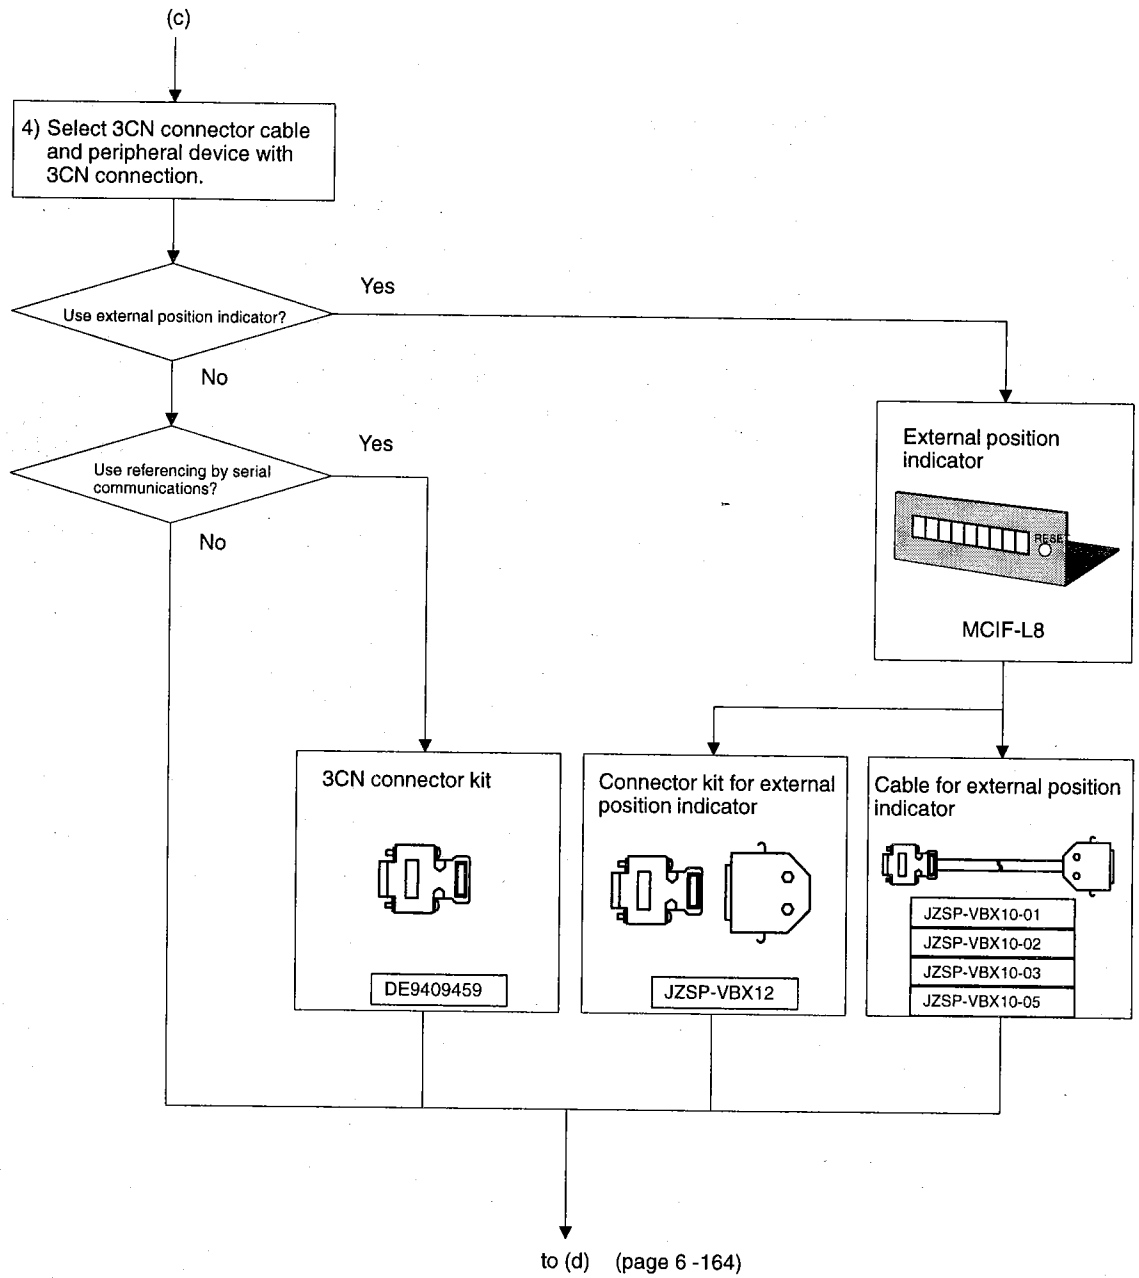 (c)
4) Select 3CN connector cable
and peripheral device with
3CN connection.
Yes
Use external position indicator?
No
Yes
Use referencing by serial
communications?
No
External position
indicator
RESET
MCIF-L8
3CN connector kit
DE9409459
Connector kit for external
position indicator
JZSP-VBX12
Cable for external position
indicator
JZSP-VBX10-01
JZSP-VBX10-02
JZSP-VBX10-03
JZSP-VBX10-05
to (d) (page 6 -164)